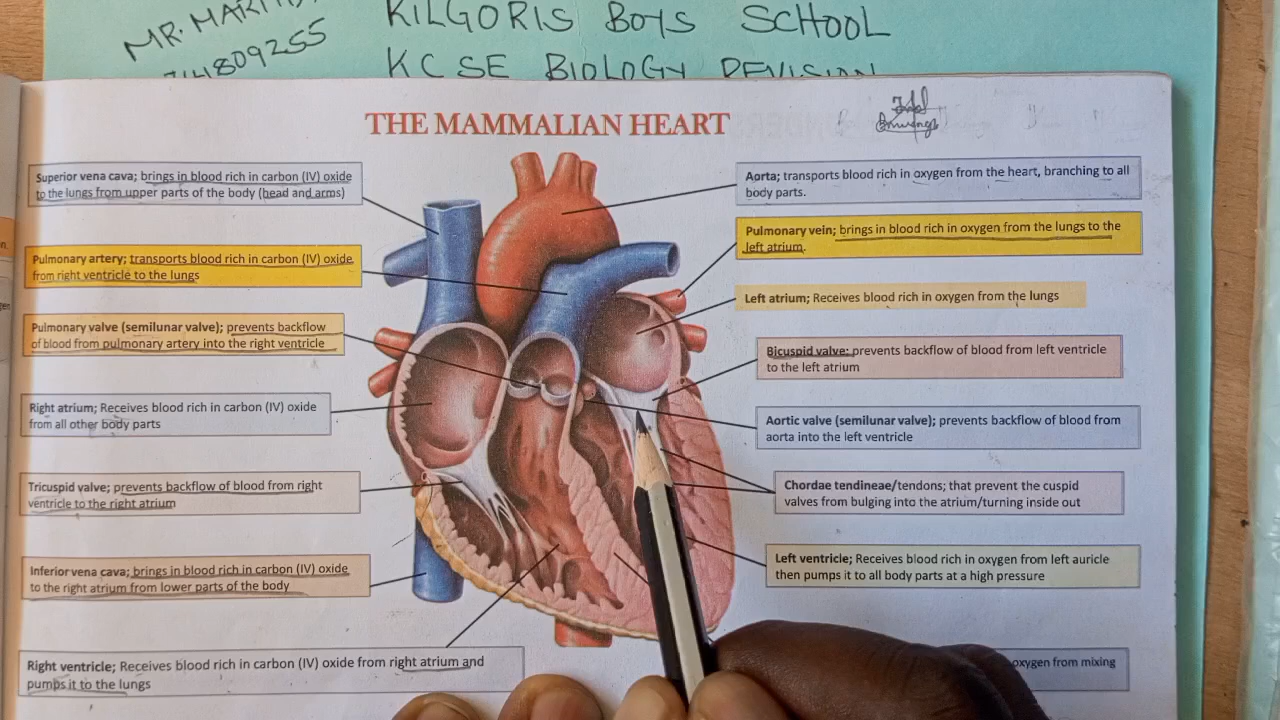 MR.
809255
KILGORIS BOYS SCHOOL
KCSE BIOLOGY REVISION
THE MAMMALIAN HEART
Superior vena cava; brings in blood rich in carbon (IV) oxide
to the lungs from upper parts of the body (head and arms)
Pulmonary artery; transports blood rich in carbon (IV) oxide
from right ventricle to the lungs
Pulmonary valve (semilunar valve); prevents backflow
of blood from pulmonary artery into the right ventricle
Right atrium; Receives blood rich in carbon (IV) oxide
from all other body parts
Tricuspid valve; prevents backflow of blood from right
ventricle to the right atrium
Inferior vena cava; brings in blood rich in carbon (IV) oxide
to the right atrium from lower parts of the body
Right ventricle; Receives blood rich in carbon (IV) oxide from right atrium and
pumps it to the lungs
Aorta; transports blood rich in oxygen from the heart, branching to all
body parts.
Pulmonary vein; brings in blood rich in oxygen from the lungs to the
left atrium.
Left atrium; Receives blood rich in oxygen from the lungs
Bicuspid valve; prevents backflow of blood from left ventricle
to the left atrium
Aortic valve (semilunar valve); prevents backflow of blood from
aorta into the left ventricle
Chordae tendineae/tendons; that prevent the cuspid
valves from bulging into the atrium/turning inside out
Left ventricle; Receives blood rich in oxygen from left auricle
then pumps it to all body parts at a high pressure
oxygen from mixing